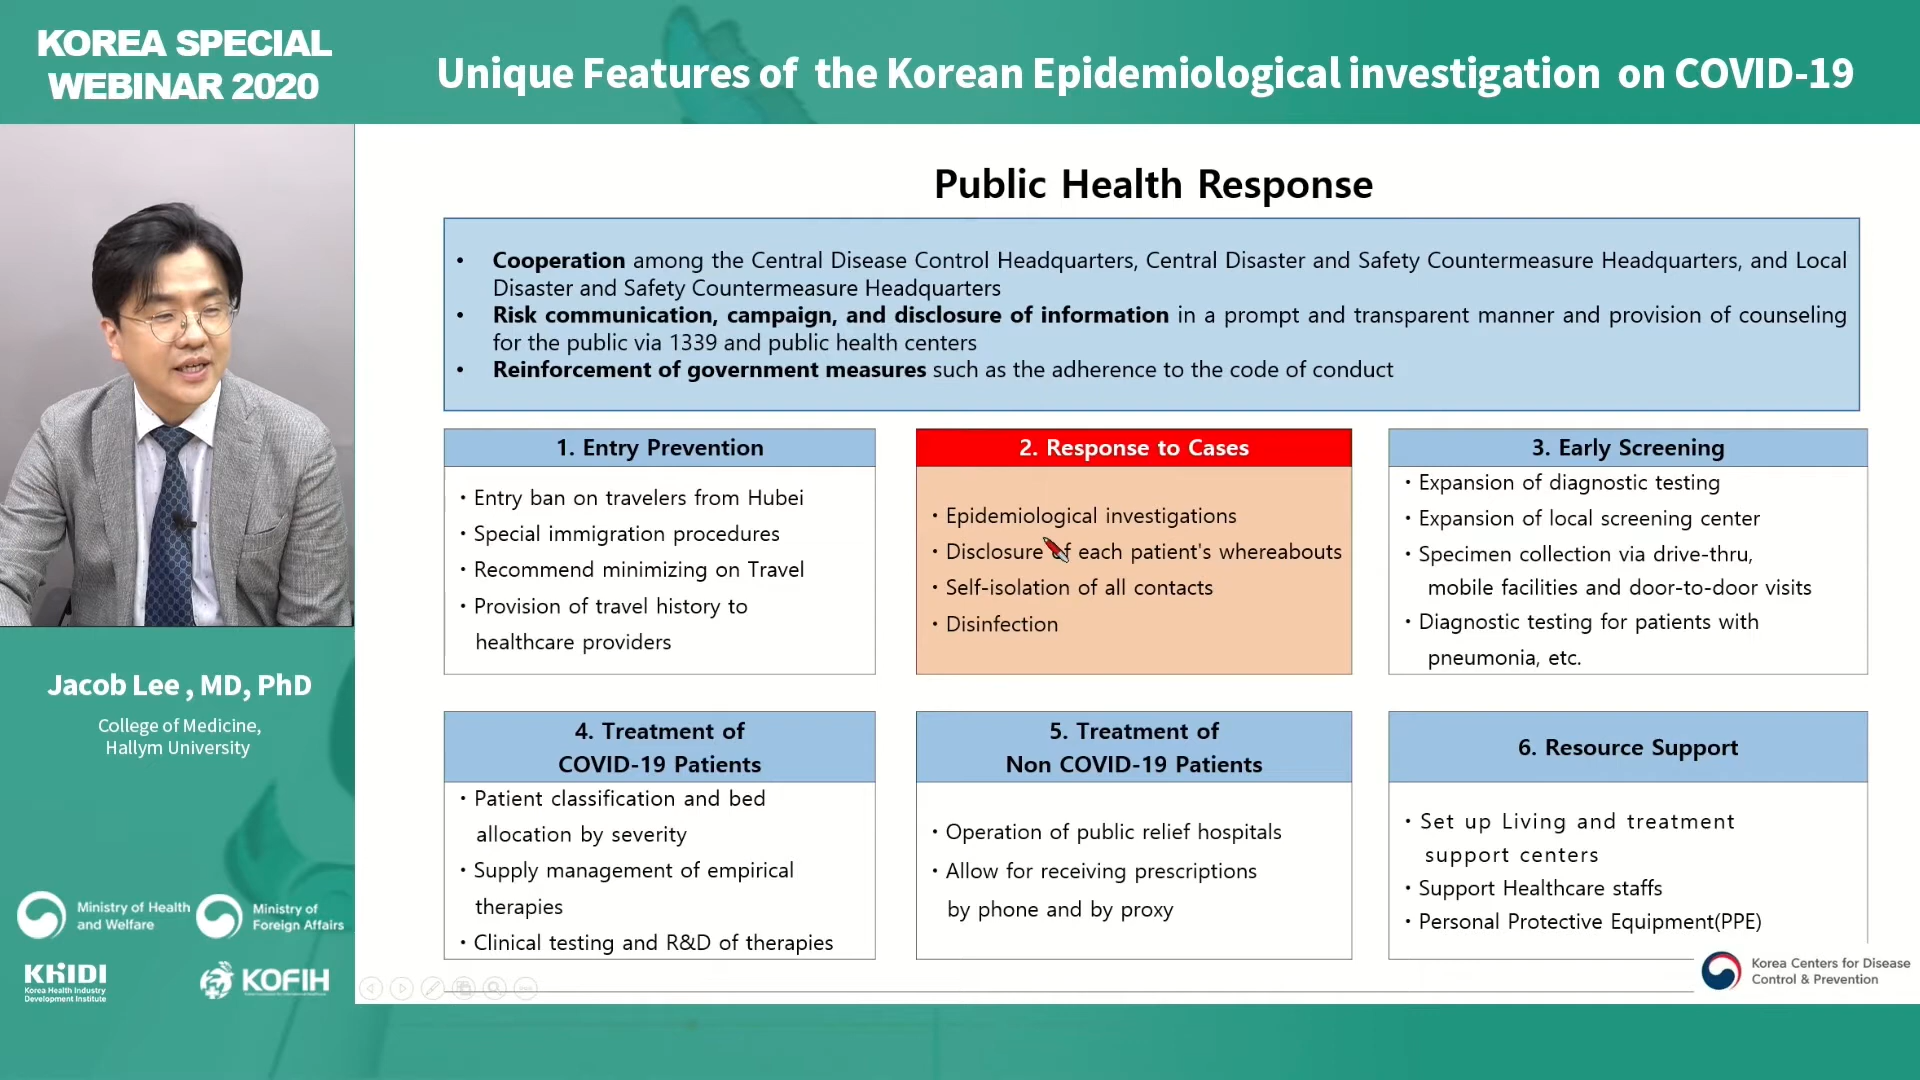 KOREA SPECIAL
WEBINAR 2020
Unique Features of the Korean Epidemiological investigation on COVID-19
Public Health Response
• Cooperation among the Central Disease Control Headquarters, Central Disaster and Safety Countermeasure Headquarters, and Local
Disaster and Safety Countermeasure Headquarters
• Risk communication, campaign, and disclosure of information in a prompt and transparent manner and provision of counseling
for the public via 1339 and public health centers
• Reinforcement of government measures such as the adherence to the code of conduct
1. Entry Prevention
· Entry ban on travelers from Hubei
· Special immigration procedures
· Recommend minimizing on Travel
· Provision of travel history to
healthcare providers
2. Response to Cases
· Epidemiological investigations
· Disclosure of each patient's whereabouts
· Self-isolation of all contacts
· Disinfection
3. Early Screening
· Expansion of diagnostic testing
· Expansion of local screening center
· Specimen collection via drive-thru,
mobile facilities and door-to-door visits
· Diagnostic testing for patients with
pneumonia, etc.
4. Treatment of
COVID-19 Patients
· Patient classification and bed
allocation by severity
· Supply management of empirical
therapies
· Clinical testing and R&D of therapies
5. Treatment of
Non COVID-19 Patients
· Operation of public relief hospitals
· Allow for receiving prescriptions
by phone and by proxy
6. Resource Support
· Set up Living and treatment
support centers
· Support Healthcare staffs
· Personal Protective Equipment(PPE)
Jacob Lee , MD, PhD
College of Medicine,
Hallym University
Ministry of Health
and Welfare
Ministry of
Foreign Affairs
KHIDI
Korea Health Industry
Development Institute
KOFIH
Korea Centers for Disease
Control & Prevention